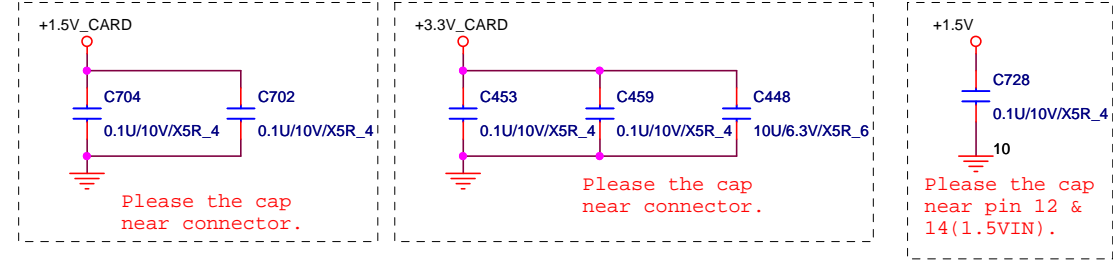 +1.5V_CARD
C704
0.1U/10V/X5R_4
C702
0.1U/10V/X5R_4
Please the cap
near connector.
+3.3V_CARD
C453
0.1U/10V/X5R_4
C459
0.1U/10V/X5R_4
C448
10U/6.3V/X5R_6
Please the cap
near connector.
+1.5V
C728
0.1U/10V/X5R_4
10
Please the cap
near pin 12 &
14(1.5VIN).